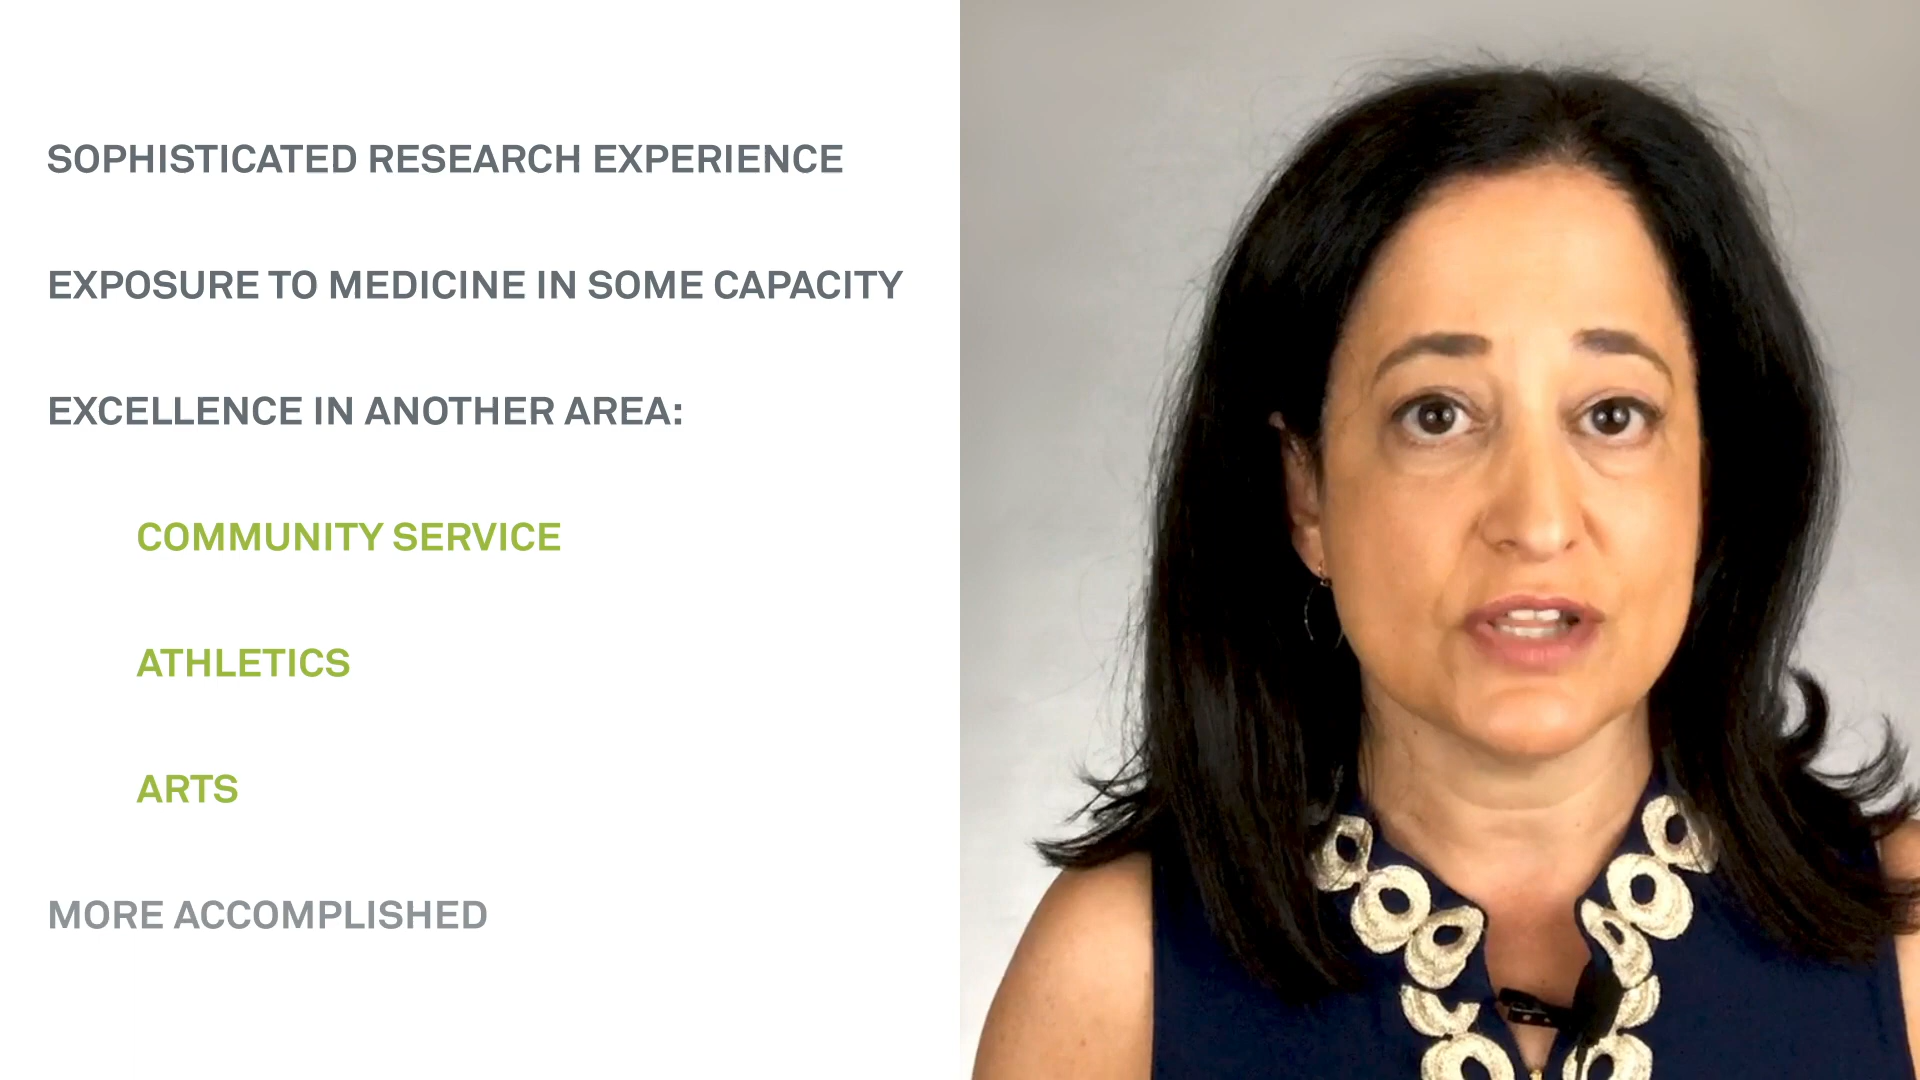 SOPHISTICATED RESEARCH EXPERIENCE
EXPOSURE TO MEDICINE IN SOME CAPACITY
EXCELLENCE IN ANOTHER AREA:
COMMUNITY SERVICE
ATHLETICS
ARTS
MORE ACCOMPLISHED